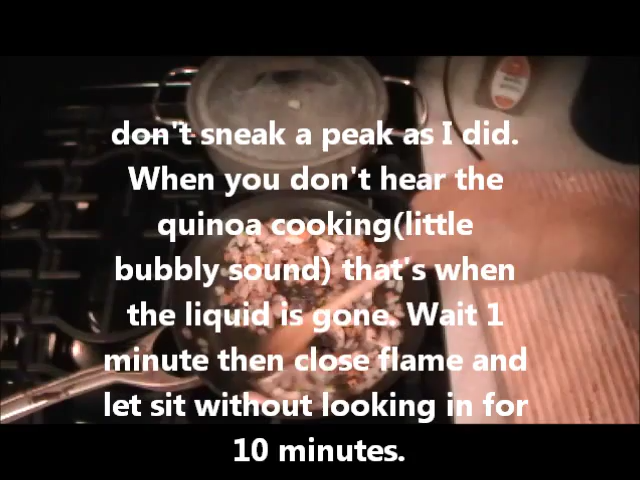 don't sneak a peak as I did.
When you don't hear the
quinoa cooking(little
bubbly sound) that's when
the liquid is gone. Wait 1
minute then close flame and
let sit without looking in for
10 minutes.